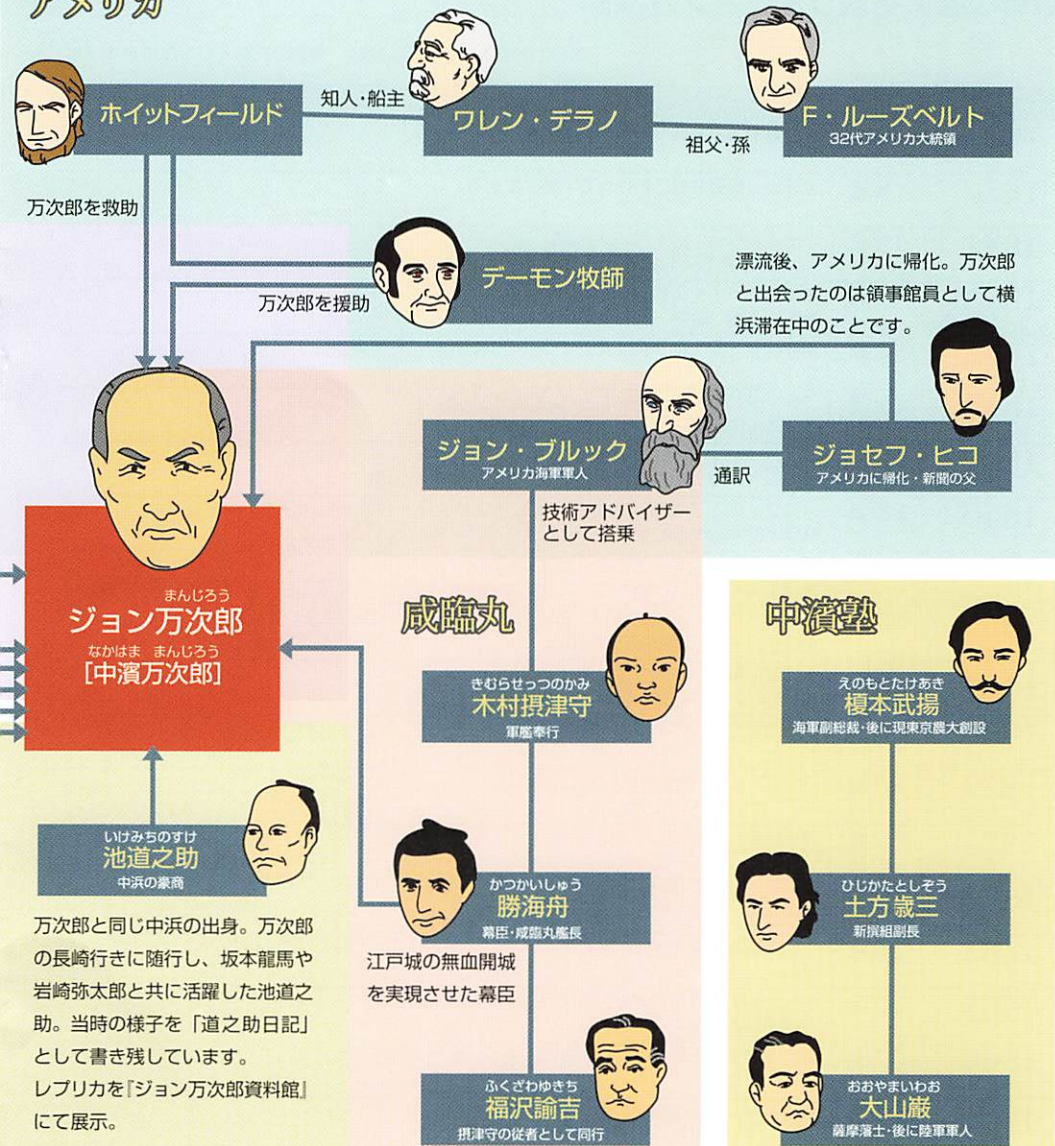 アメリカ
ホイットフィールド
知人・船主
ワレン・デラノ
祖父・孫
F・ルーズベルト
32代アメリカ大統領
万次郎を救助
デーモン牧師
万次郎を援助
漂流後、アメリカに帰化。万次郎
と出会ったのは領事館員として横
浜滞在中のことです。
ジョン・ブルック
アメリカ海軍軍人
通訳
ジョセフ・ヒコ
アメリカに帰化・新聞の父
技術アドバイザー
として搭乗
まんじろう
ジョン万次郎
なかはま まんじろう
[中濱万次郎]
咸臨丸
きむらせっつのかみ
木村摂津守
軍艦奉行
かつかいしゅう
勝海舟
幕臣・咸臨丸艦長
江戸城の無血開城
を実現させた幕臣
ふくざわゆきち
福沢諭吉
摂津守の従者として同行
中濱塾
えのもとたけあき
榎本武揚
海軍副総裁・後に現東京農大創設
ひじかたとしぞう
土方歳三
新撰組副長
おおやまいわお
大山巌
薩摩藩士・後に陸軍軍人
いけみちのすけ
池道之助
中浜の豪商
万次郎と同じ中浜の出身。万次郎
の長崎行きに随行し、坂本龍馬や
岩崎弥太郎と共に活躍した池道之
助。当時の様子を「道之助日記」
として書き残しています。
レプリカを『ジョン万次郎資料館』
にて展示。